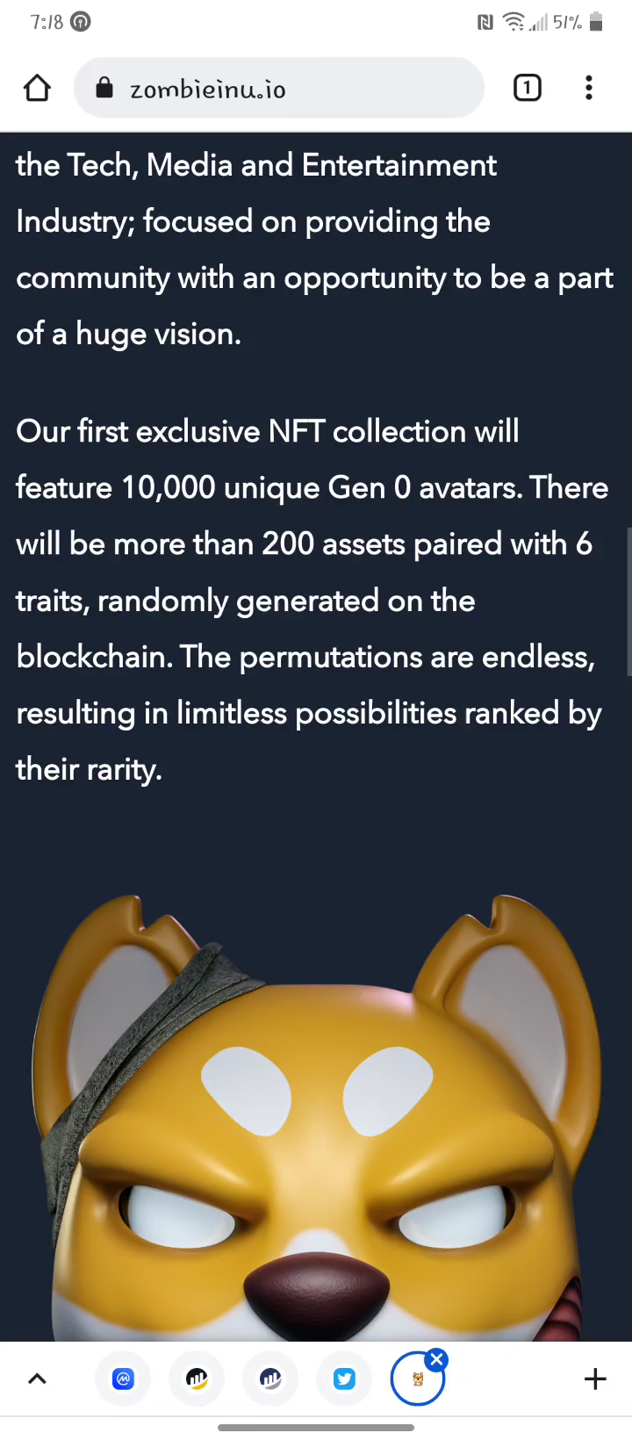 7:18
51%
zombieinu.io
1
the Tech, Media and Entertainment
Industry; focused on providing the
community with an opportunity to be a part
of a huge vision.
Our first exclusive NFT collection will
feature 10,000 unique Gen 0 avatars. There
will be more than 200 assets paired with 6
traits, randomly generated on the
blockchain. The permutations are endless,
resulting in limitless possibilities ranked by
their rarity.